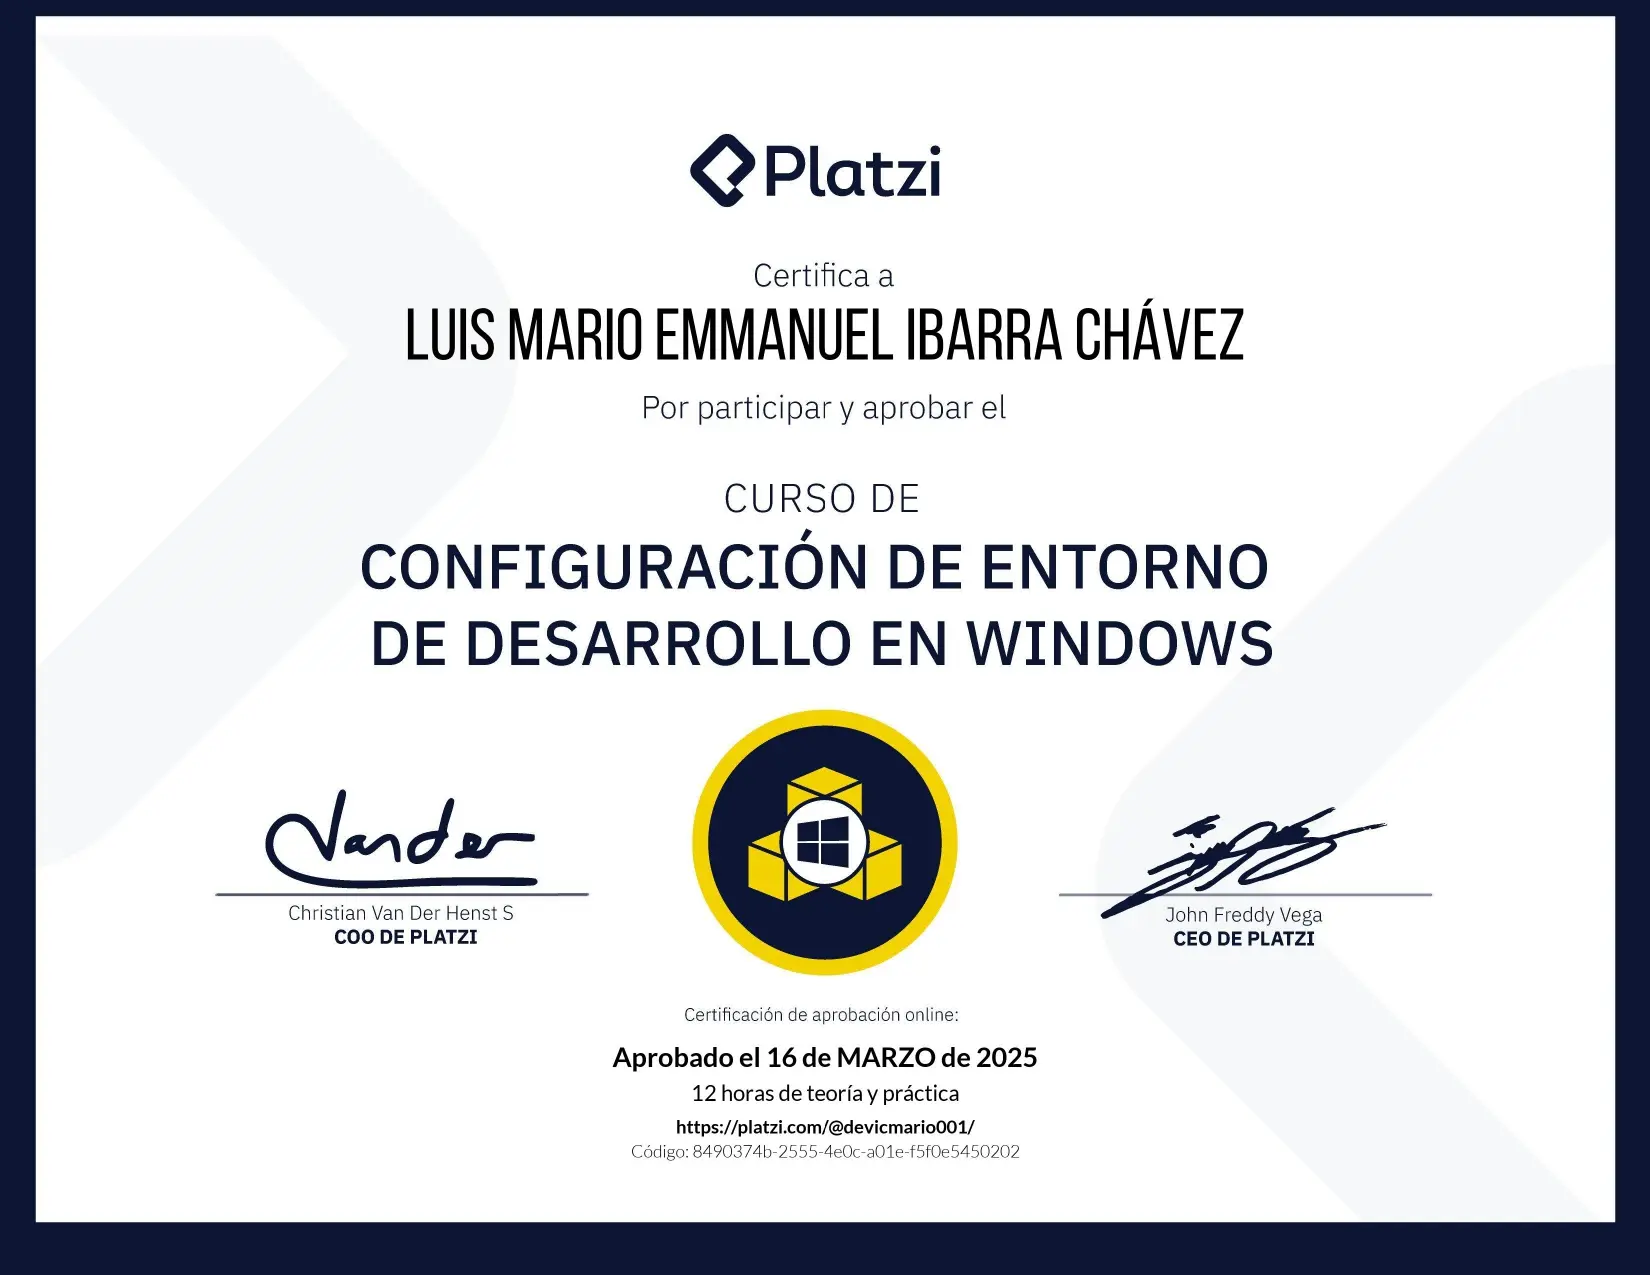 Platzi
Certifica a
LUIS MARIO EMMANUEL IBARRA CHÁVEZ
Por participar y aprobar el
CURSO DE
CONFIGURACIÓN DE ENTORNO
DE DESARROLLO EN WINDOWS
Vander
Christian Van Der Henst S
COO DE PLATZI
John Freddy Vega
CEO DE PLATZI
Certificación de aprobación online:
Aprobado el 16 de MARZO de 2025
12 horas de teoría y práctica
https://platzi.com/@devicmario001/
Código: 8490374b-2555-4e0c-a01e-f5f0e5450202